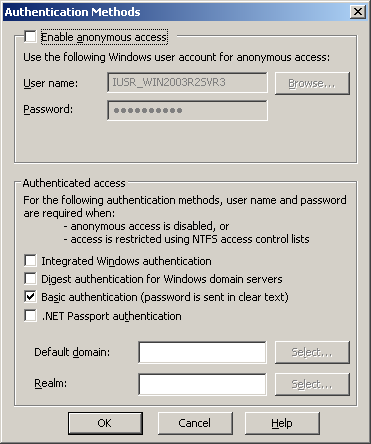 Authentication Methods
Enable anonymous access
Use the following Windows user account for anonymous access:
User name:
IUSR_WIN2003R2SVR3
Browse...
Password:
●●●●●●●●●●
Authenticated access
For the following authentication methods, user name and password
are required when:
- anonymous access is disabled, or
- access is restricted using NTFS access control lists
Integrated Windows authentication
Digest authentication for Windows domain servers
Basic authentication (password is sent in clear text)
.NET Passport authentication
Default domain:
Select...
Realm:
Select...
OK
Cancel
Help